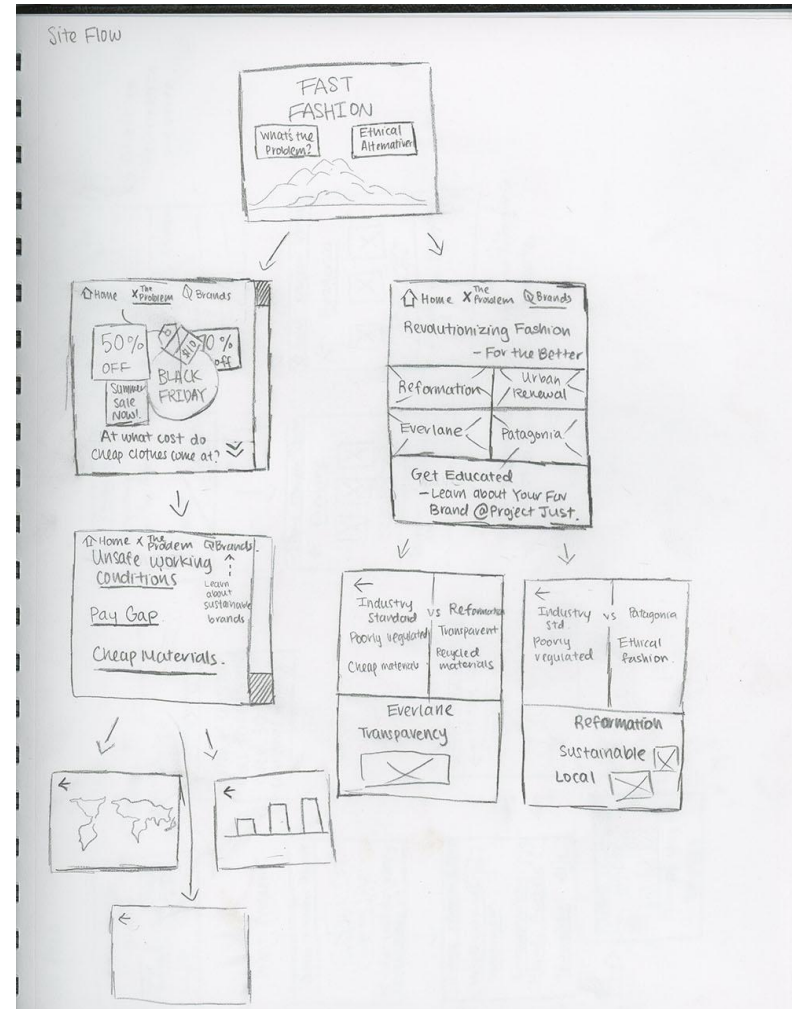 Site Flow
FAST
FASHION
What's the
Problem?
Ethical
Alternatives
Home X The Problem Brands
50%
OFF
$10
70%
off
BLACK
FRIDAY
Summer
Sale
NOW!
At what cost do
cheap clothes come at?
Home X The Problem Brands
Revolutionizing Fashion
- For the Better
Reformation
Urban
Renewal
Everlane
Patagonia
Get Educated
- Learn about Your Fav
Brand @Project Just.
Home x The Problem Brands
Unsafe working
conditions
Learn
about
sustainable
brands
Pay Gap
Cheap Materials.
Industry
Standard
vs Reformation
Poorly regulated
Transparent
Cheap materials
Recycled
materials
Everlane
Transparency
Industry
Std.
vs Patagonia
Poorly
regulated
Ethical
fashion.
Reformation
Sustainable
Local